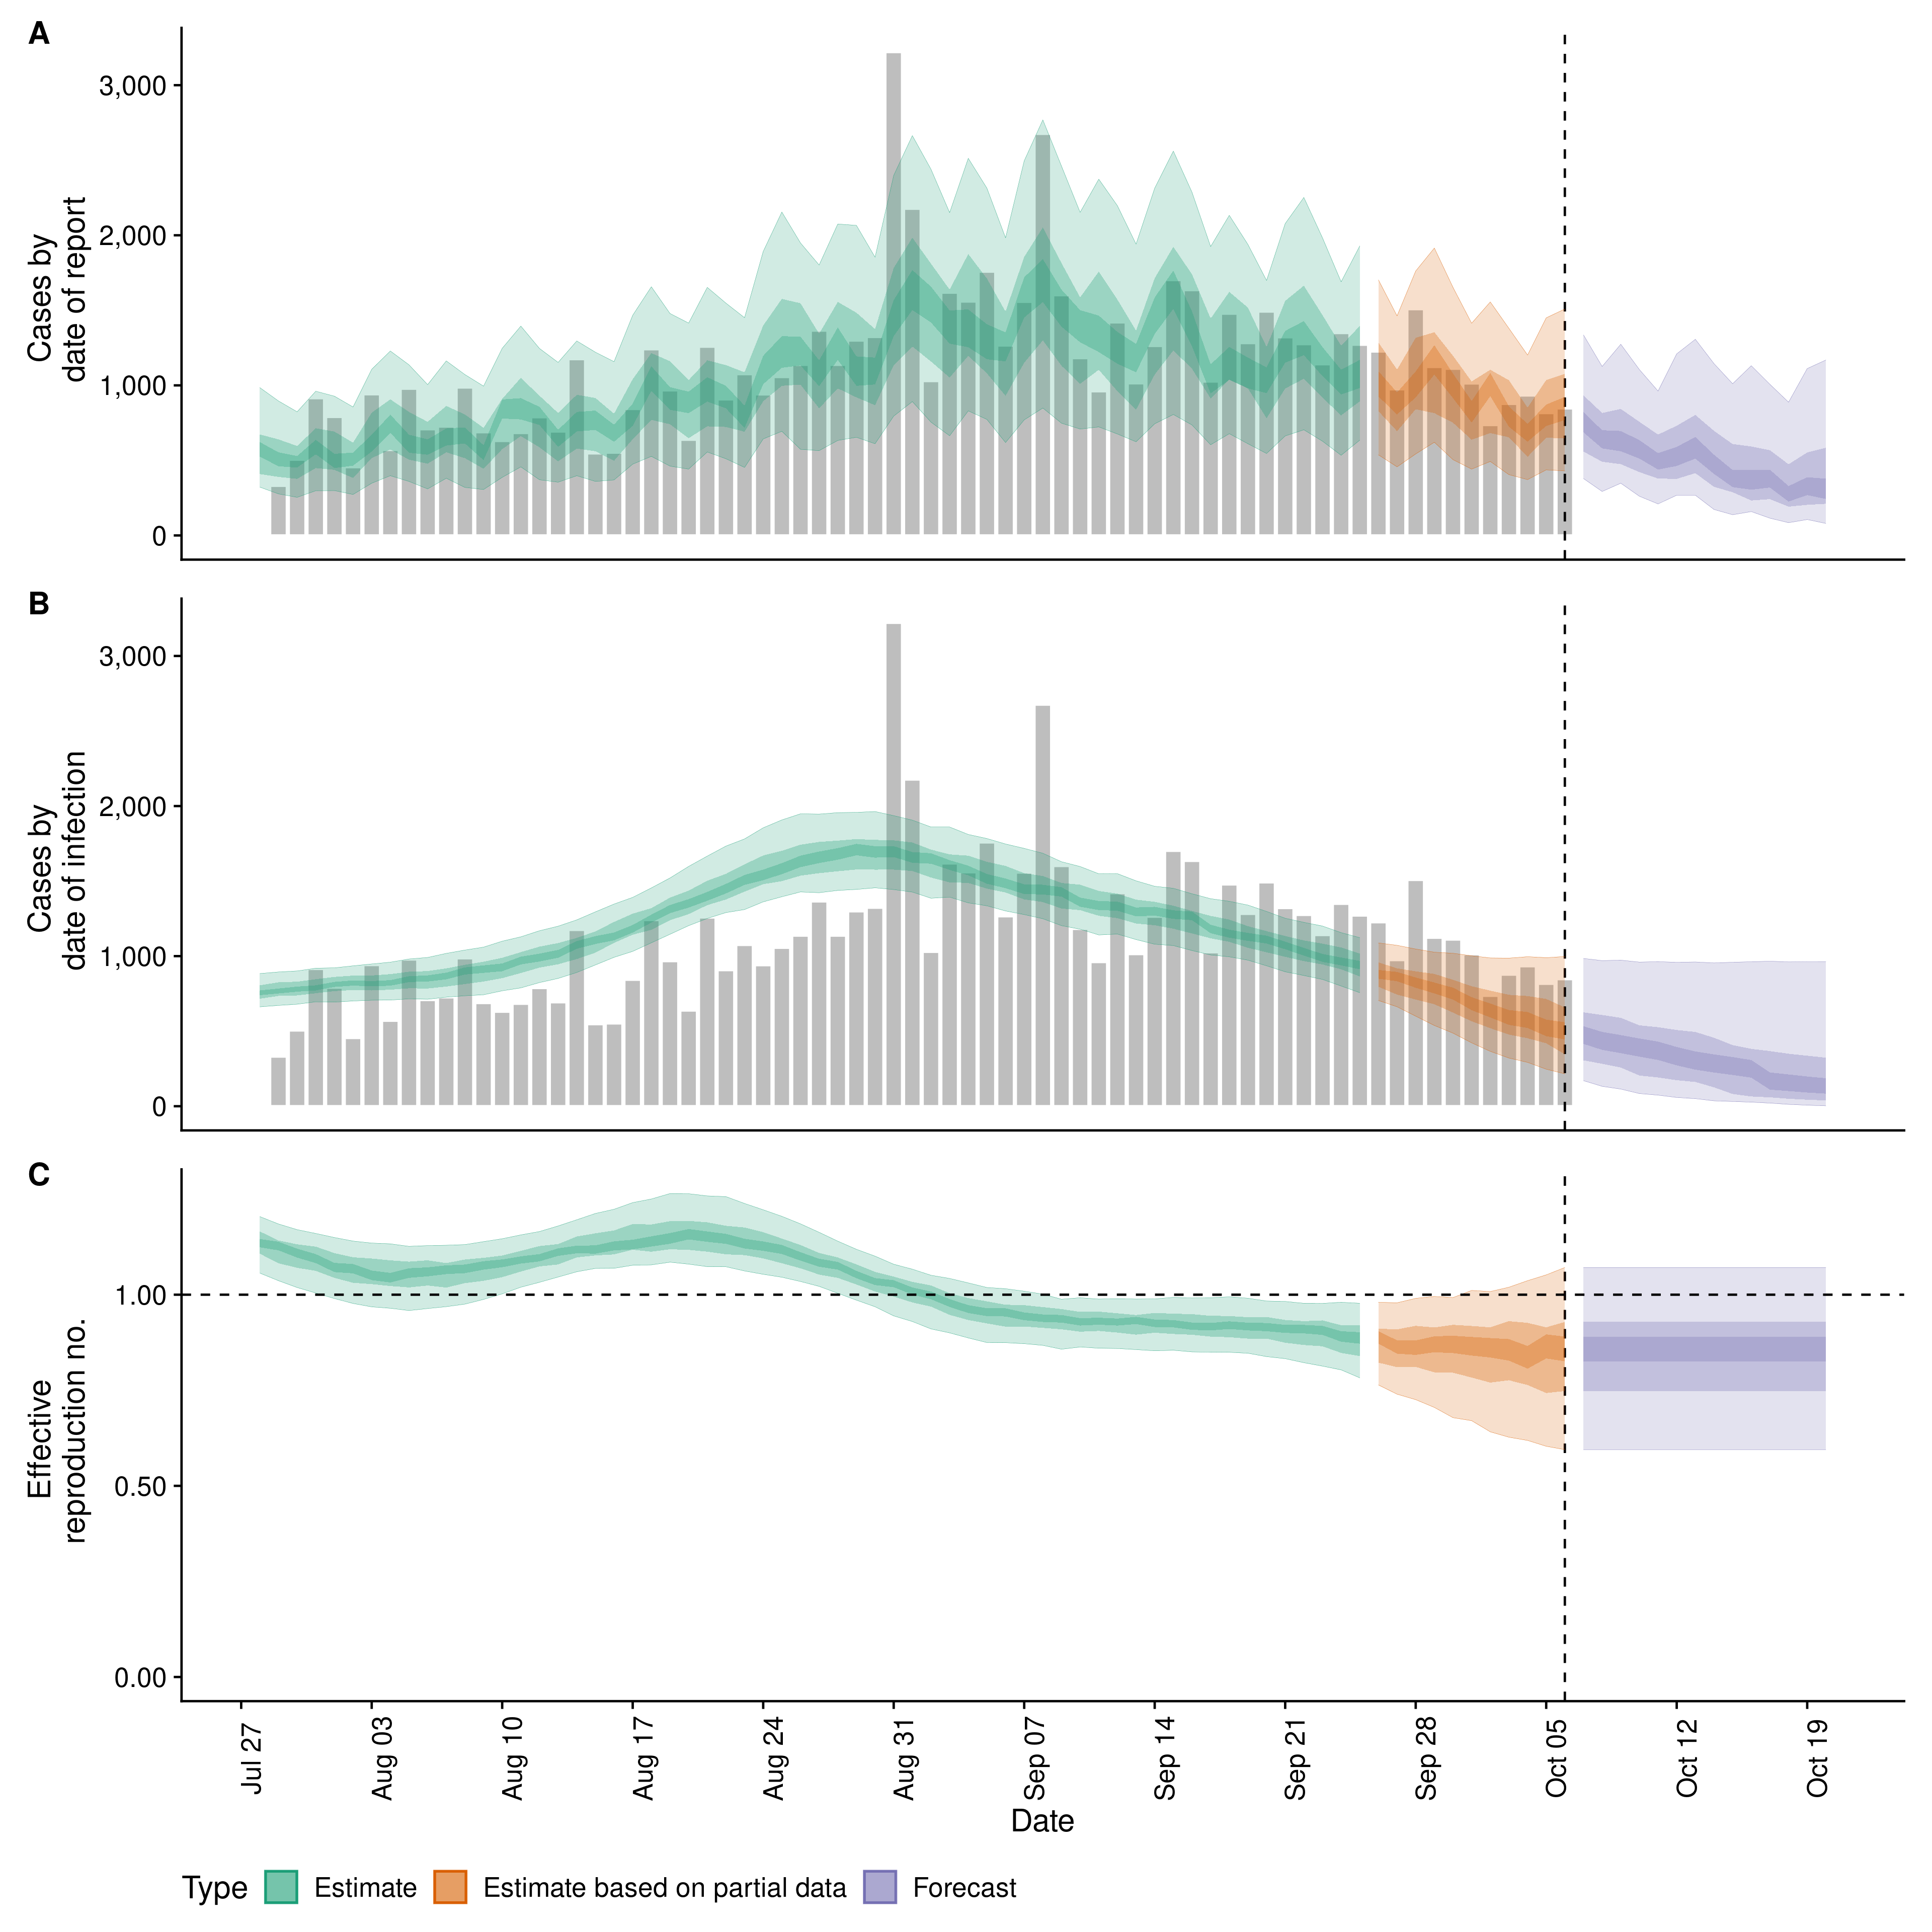 A
Cases by
date of report
3,000
2,000
1,000
0
B
Cases by
date of infection
3,000
2,000
1,000
0
C
Effective
reproduction no.
1.00
0.50
0.00
Jul 27
Aug 03
Aug 10
Aug 17
Aug 24
Aug 31
Sep 07
Sep 14
Sep 21
Sep 28
Oct 05
Oct 12
Oct 19
Date
Type Estimate Estimate based on partial data Forecast